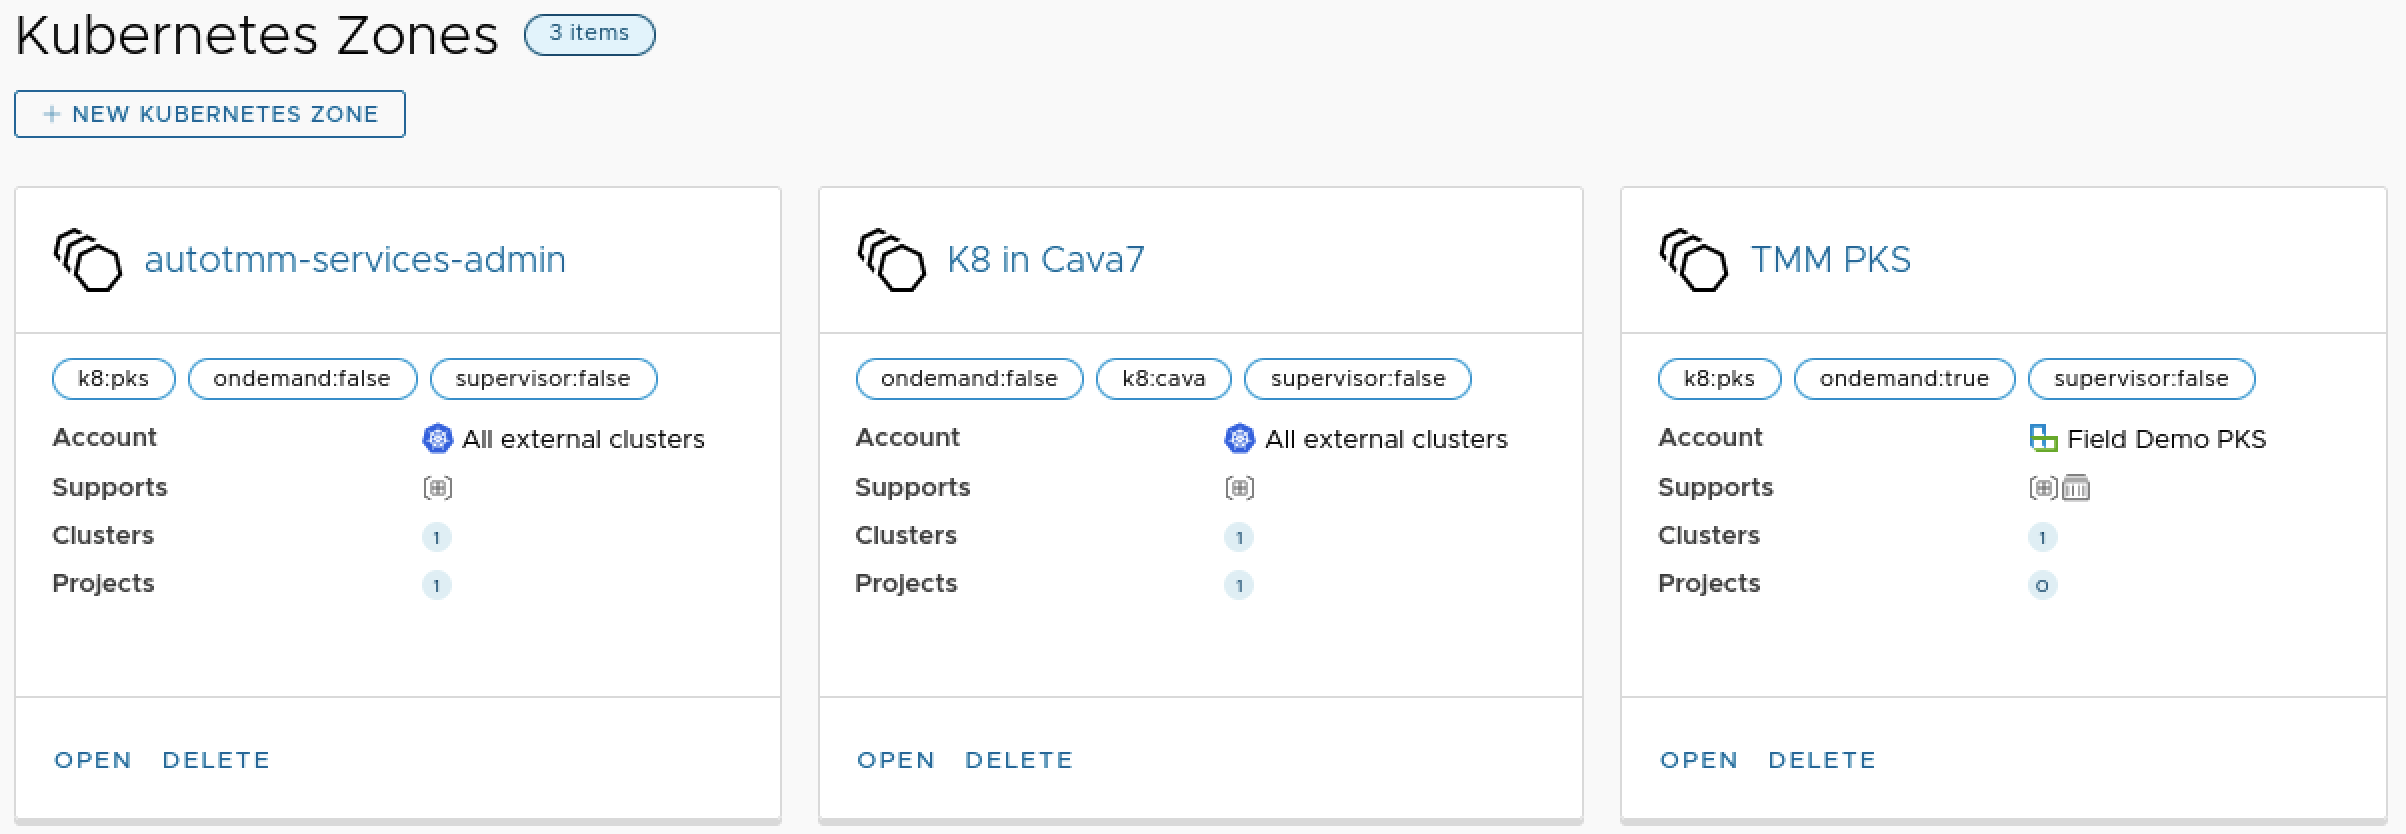 Kubernetes Zones 3 items
+ NEW KUBERNETES ZONE
autotmm-services-admin
k8:pks ondemand:false supervisor:false
Account All external clusters
Supports
Clusters 1
Projects 1
OPEN DELETE
K8 in Cava7
ondemand:false k8:cava supervisor:false
Account All external clusters
Supports
Clusters 1
Projects 1
OPEN DELETE
TMM PKS
k8:pks ondemand:true supervisor:false
Account Field Demo PKS
Supports
Clusters 1
Projects 0
OPEN DELETE